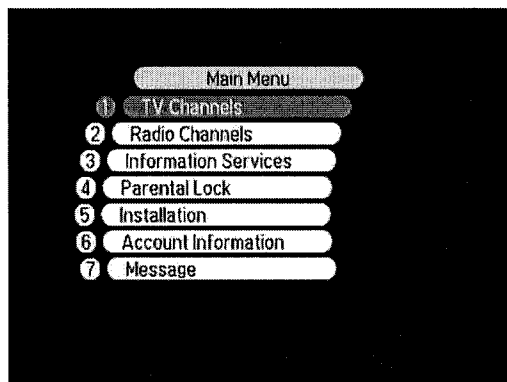 Main Menu
1 TV Channels
2 Radio Channels
3 Information Services
4 Parental Lock
5 Installation
6 Account Information
7 Message